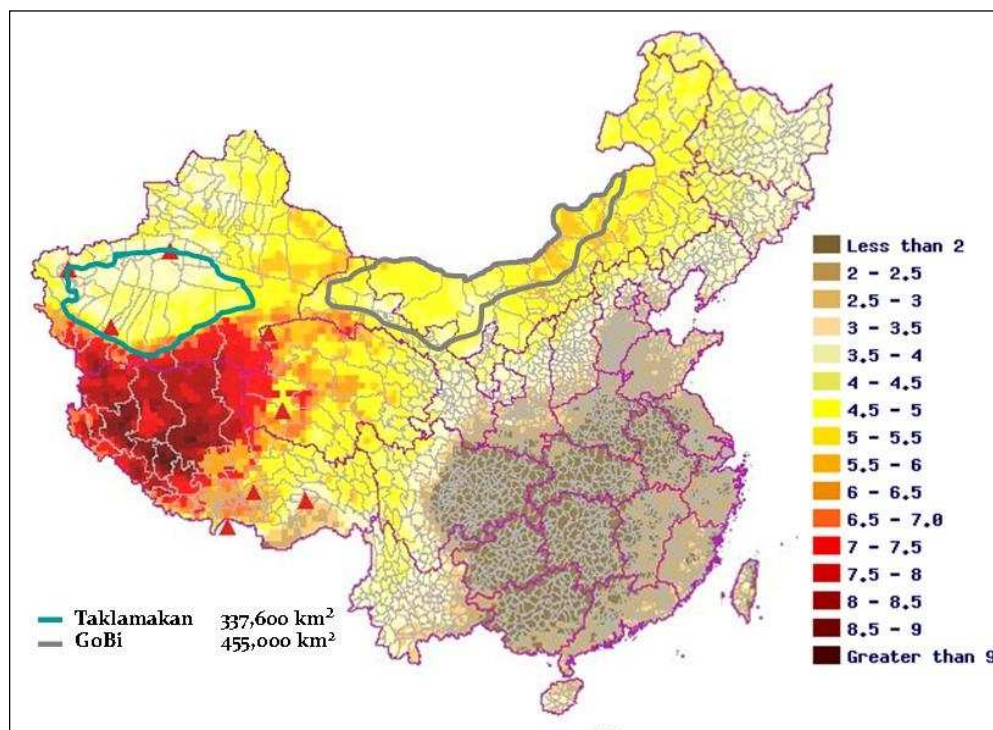 Less than 2
2 - 2.5
2.5 - 3
3 - 3.5
3.5 - 4
4 - 4.5
4.5 - 5
5 - 5.5
5.5 - 6
6 - 6.5
6.5 - 7.0
7 - 7.5
7.5 - 8
8 - 8.5
8.5 - 9
Greater than 9
Taklamakan 337,600 km²
GoBi 455,000 km²